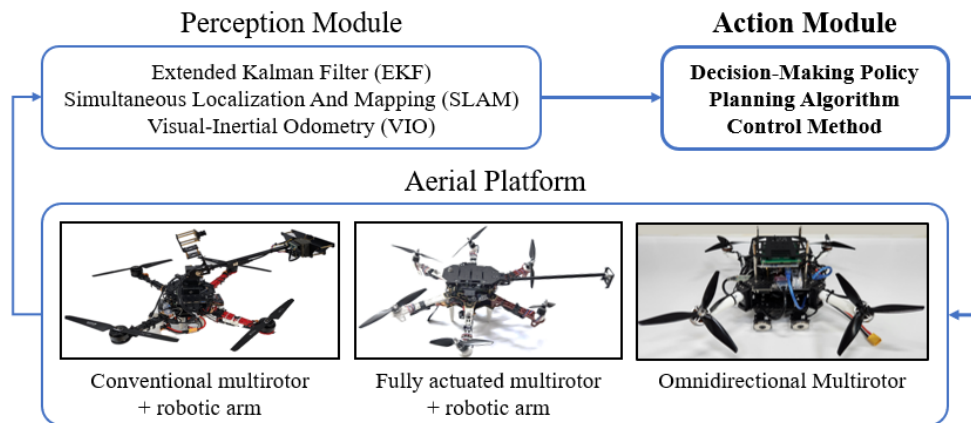 Perception Module
Action Module
Extended Kalman Filter (EKF)
Simultaneous Localization And Mapping (SLAM)
Visual-Inertial Odometry (VIO)
Decision-Making Policy
Planning Algorithm
Control Method
Aerial Platform
Conventional multirotor
+ robotic arm
Fully actuated multirotor
+ robotic arm
Omnidirectional Multirotor